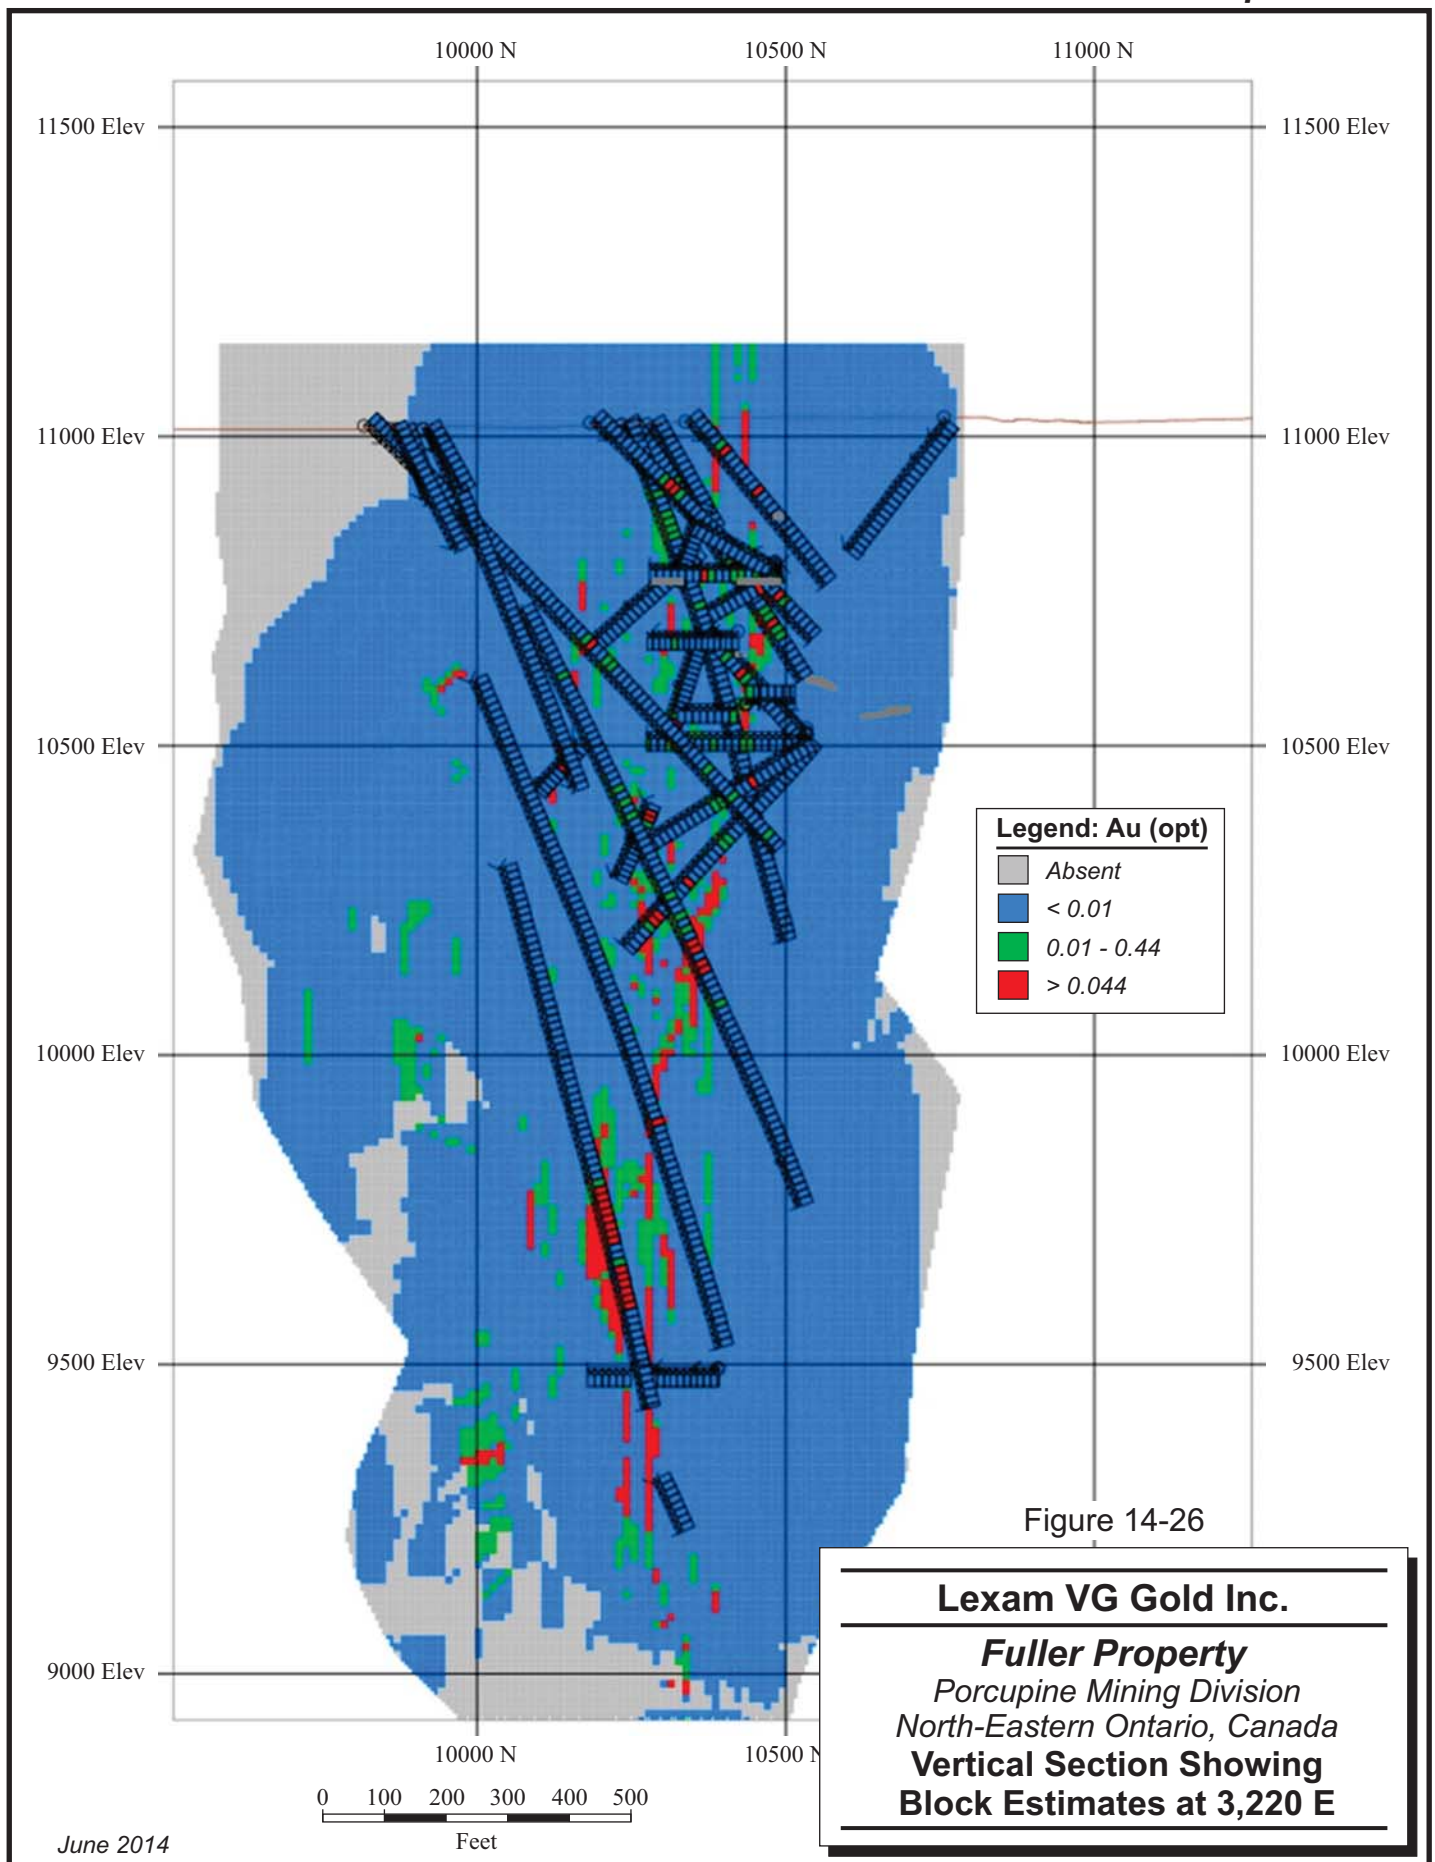 10000 N 10500 N 11000 N
11500 Elev 11500 Elev
11000 Elev 11000 Elev
10500 Elev 10500 Elev
Legend: Au (opt)
Absent
< 0.01
0.01 - 0.44
> 0.044
10000 Elev 10000 Elev
9500 Elev 9500 Elev
9000 Elev
10000 N 10500 N
Figure 14-26
Lexam VG Gold Inc.
Fuller Property
Porcupine Mining Division
North-Eastern Ontario, Canada
Vertical Section Showing
Block Estimates at 3,220 E
0 100 200 300 400 500
Feet
June 2014